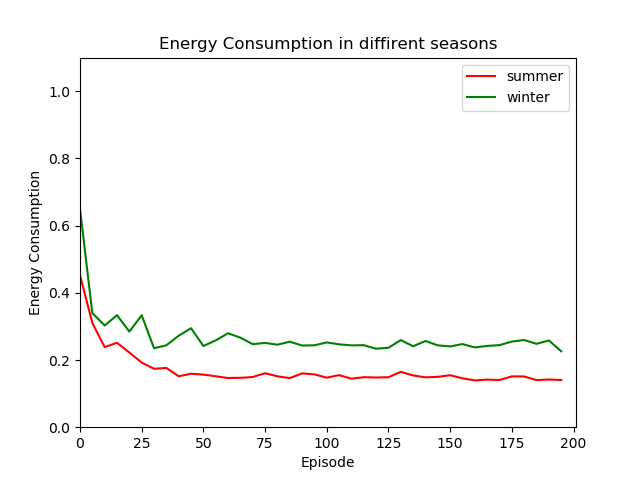 Energy Consumption in diffirent seasons
summer
winter
1.0
0.8
0.6
0.4
0.2
0.0
Energy Consumption
0 25 50 75 100 125 150 175 200
Episode